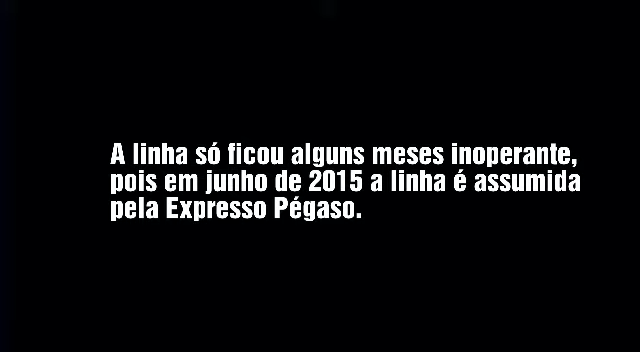 A linha só ficou alguns meses inoperante,
pois em junho de 2015 a linha é assumida
pela Expresso Pégaso.